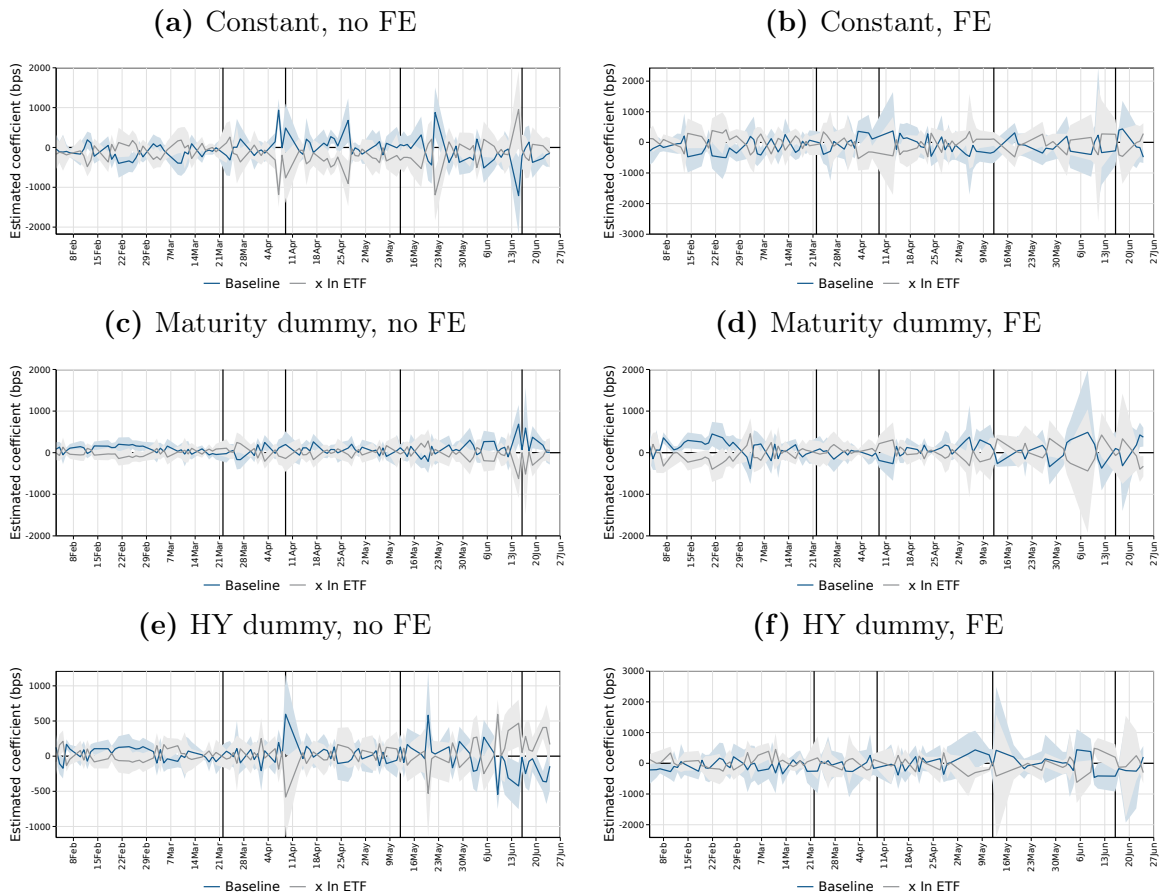 (a) Constant, no FE
(b) Constant, FE
Estimated coefficient (bps)
2000
1000
0
-1000
-2000
8Feb 15Feb 22Feb 29Feb 7Mar 14Mar 21Mar 28Mar 4Apr 11Apr 18Apr 25Apr 2May 9May 16May 23May 30May 6Jun 13Jun 20Jun 27Jun
Baseline x In ETF
Estimated coefficient (bps)
2000
1000
0
-1000
-2000
-3000
8Feb 15Feb 22Feb 29Feb 7Mar 14Mar 21Mar 28Mar 4Apr 11Apr 18Apr 25Apr 2May 9May 16May 23May 30May 6Jun 13Jun 20Jun 27Jun
Baseline x In ETF
(c) Maturity dummy, no FE
(d) Maturity dummy, FE
Estimated coefficient (bps)
2000
1000
0
-1000
-2000
8Feb 15Feb 22Feb 29Feb 7Mar 14Mar 21Mar 28Mar 4Apr 11Apr 18Apr 25Apr 2May 9May 16May 23May 30May 6Jun 13Jun 20Jun 27Jun
Baseline x In ETF
Estimated coefficient (bps)
2000
1000
0
-1000
-2000
8Feb 15Feb 22Feb 29Feb 7Mar 14Mar 21Mar 28Mar 4Apr 11Apr 18Apr 25Apr 2May 9May 16May 23May 30May 6Jun 13Jun 20Jun 27Jun
Baseline x In ETF
(e) HY dummy, no FE
(f) HY dummy, FE
Estimated coefficient (bps)
1000
500
0
-500
-1000
8Feb 15Feb 22Feb 29Feb 7Mar 14Mar 21Mar 28Mar 4Apr 11Apr 18Apr 25Apr 2May 9May 16May 23May 30May 6Jun 13Jun 20Jun 27Jun
Baseline x In ETF
Estimated coefficient (bps)
3000
2000
1000
0
-1000
-2000
8Feb 15Feb 22Feb 29Feb 7Mar 14Mar 21Mar 28Mar 4Apr 11Apr 18Apr 25Apr 2May 9May 16May 23May 30May 6Jun 13Jun 20Jun 27Jun
Baseline x In ETF